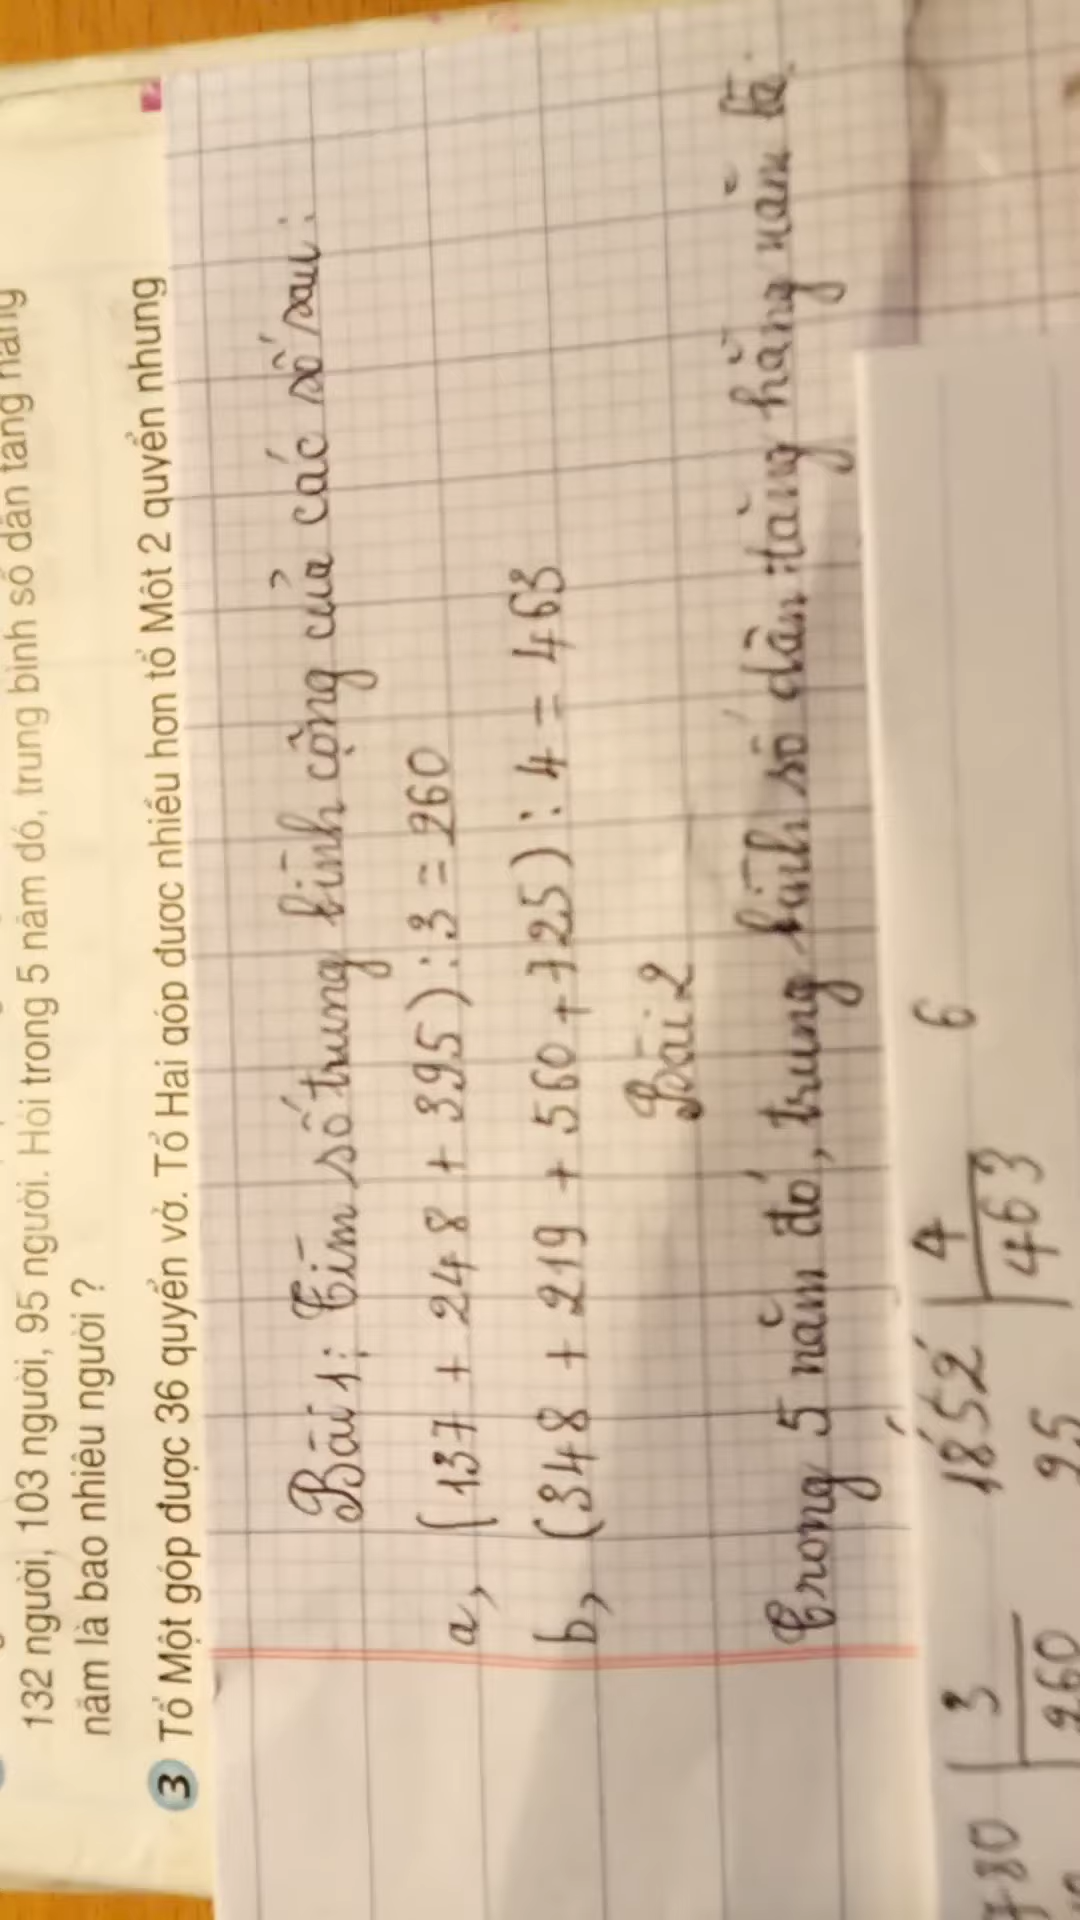 132 người, 103 người, 95 người. Hỏi trong 5 năm đó, trung bình số dân tăng hằng
năm là bao nhiêu người ?
3 Tổ Một góp được 36 quyển vở. Tổ Hai góp được nhiều hơn tổ Một 2 quyển nhưng
Bài 1: Tìm số trung bình cộng của các số sau:
a, (137 + 248 + 395) : 3 = 260
b, (348 + 219 + 560 + 725) : 4 = 463
Bài 2
Trong 5 năm đó, trung bình số dân tăng hằng năm là:
780 3 1852 4 6
260 25 463